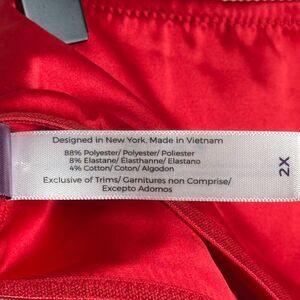 Designed in New York, Made in Vietnam
88% Polyester/ Polyester/ Poliester
8% Elastane/ Élasthanne/ Elastano
4% Cotton/ Coton/ Algodon
Exclusive of Trims/ Garnitures non Comprise/
Excepto Adornos
2X